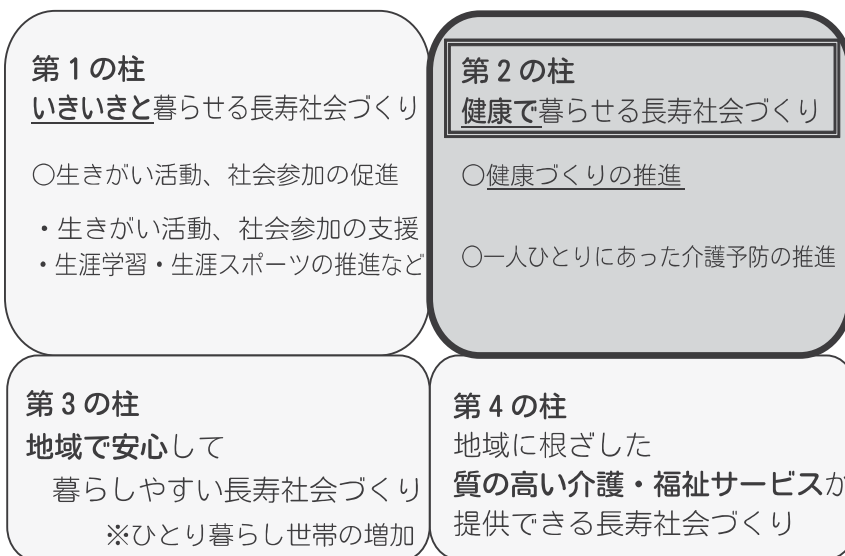 第1の柱
いきいきと暮らせる長寿社会づくり
○生きがい活動、社会参加の促進
・生きがい活動、社会参加の支援
・生涯学習・生涯スポーツの推進など
第2の柱
健康で暮らせる長寿社会づくり
○健康づくりの推進
○一人ひとりにあった介護予防の推進
第3の柱
地域で安心して
暮らしやすい長寿社会づくり
※ひとり暮らし世帯の増加
第4の柱
地域に根ざした
質の高い介護・福祉サービスが
提供できる長寿社会づくり